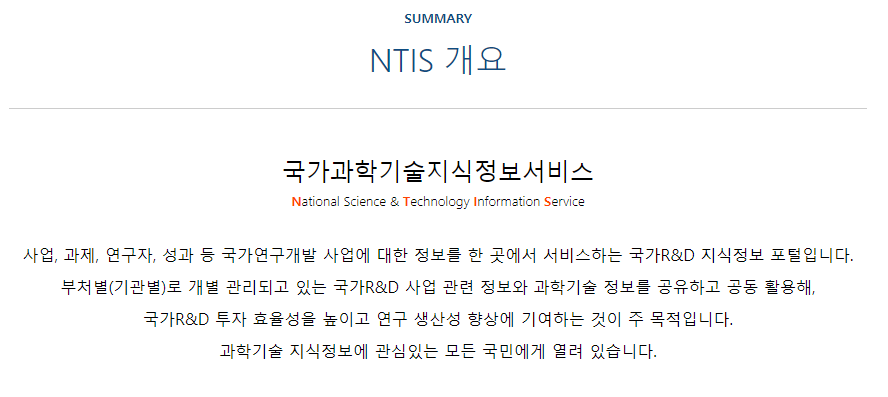 SUMMARY
NTIS 개요
국가과학기술지식정보서비스
National Science & Technology Information Service
사업, 과제, 연구자, 성과 등 국가연구개발 사업에 대한 정보를 한 곳에서 서비스하는 국가R&D 지식정보 포털입니다.
부처별(기관별)로 개별 관리되고 있는 국가R&D 사업 관련 정보와 과학기술 정보를 공유하고 공동 활용해,
국가R&D 투자 효율성을 높이고 연구 생산성 향상에 기여하는 것이 주 목적입니다.
과학기술 지식정보에 관심있는 모든 국민에게 열려 있습니다.